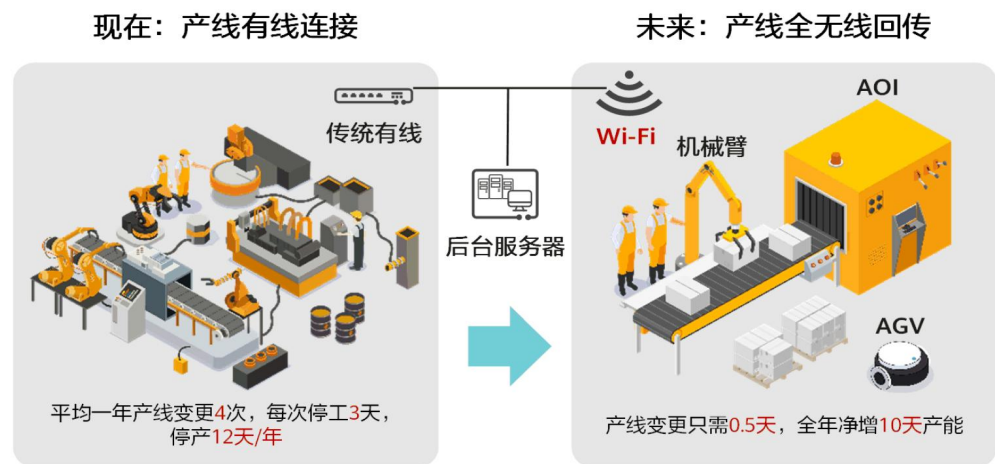 现在：产线有线连接
未来：产线全无线回传
传统有线
Wi-Fi
AOI
机械臂
后台服务器
AGV
平均一年产线变更4次，每次停工3天，
停产12天/年
产线变更只需0.5天，全年净增10天产能